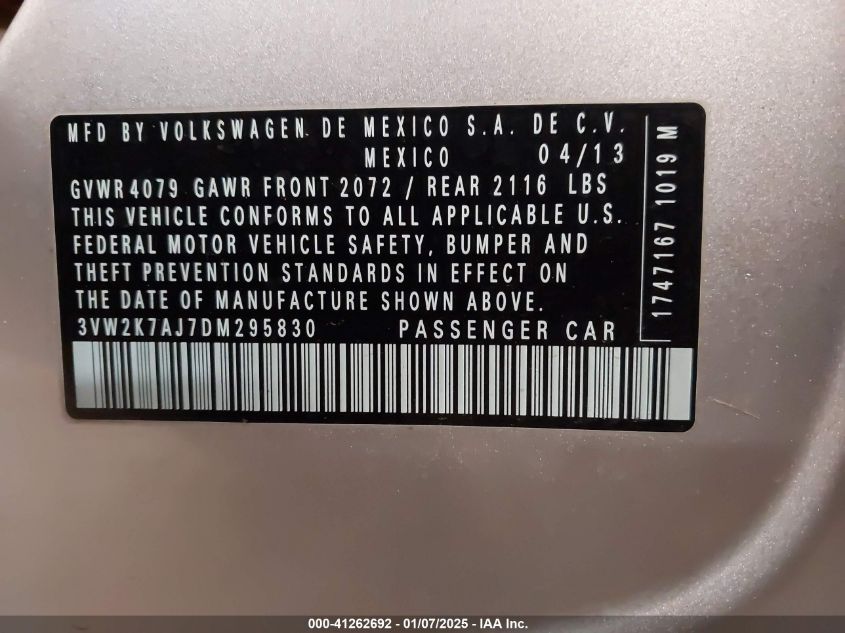 MFD BY VOLKSWAGEN DE MEXICO S.A. DE C.V.
MEXICO 04/13
GVWR 4079 GAWR FRONT 2072 / REAR 2116 LBS
THIS VEHICLE CONFORMS TO ALL APPLICABLE U.S.
FEDERAL MOTOR VEHICLE SAFETY, BUMPER AND
THEFT PREVENTION STANDARDS IN EFFECT ON
THE DATE OF MANUFACTURE SHOWN ABOVE.
3VW2K7AJ7DM295830 PASSENGER CAR
1747167 1019 M
000-41262692 - 01/07/2025 - IAA Inc.